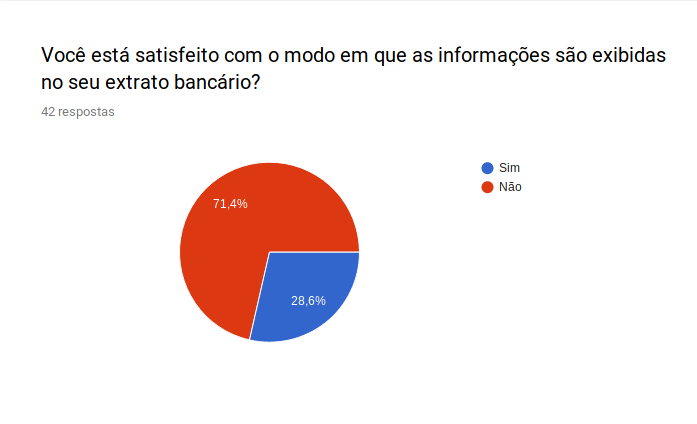 Você está satisfeito com o modo em que as informações são exibidas
no seu extrato bancário?
42 respostas
Sim
Não
71,4%
28,6%